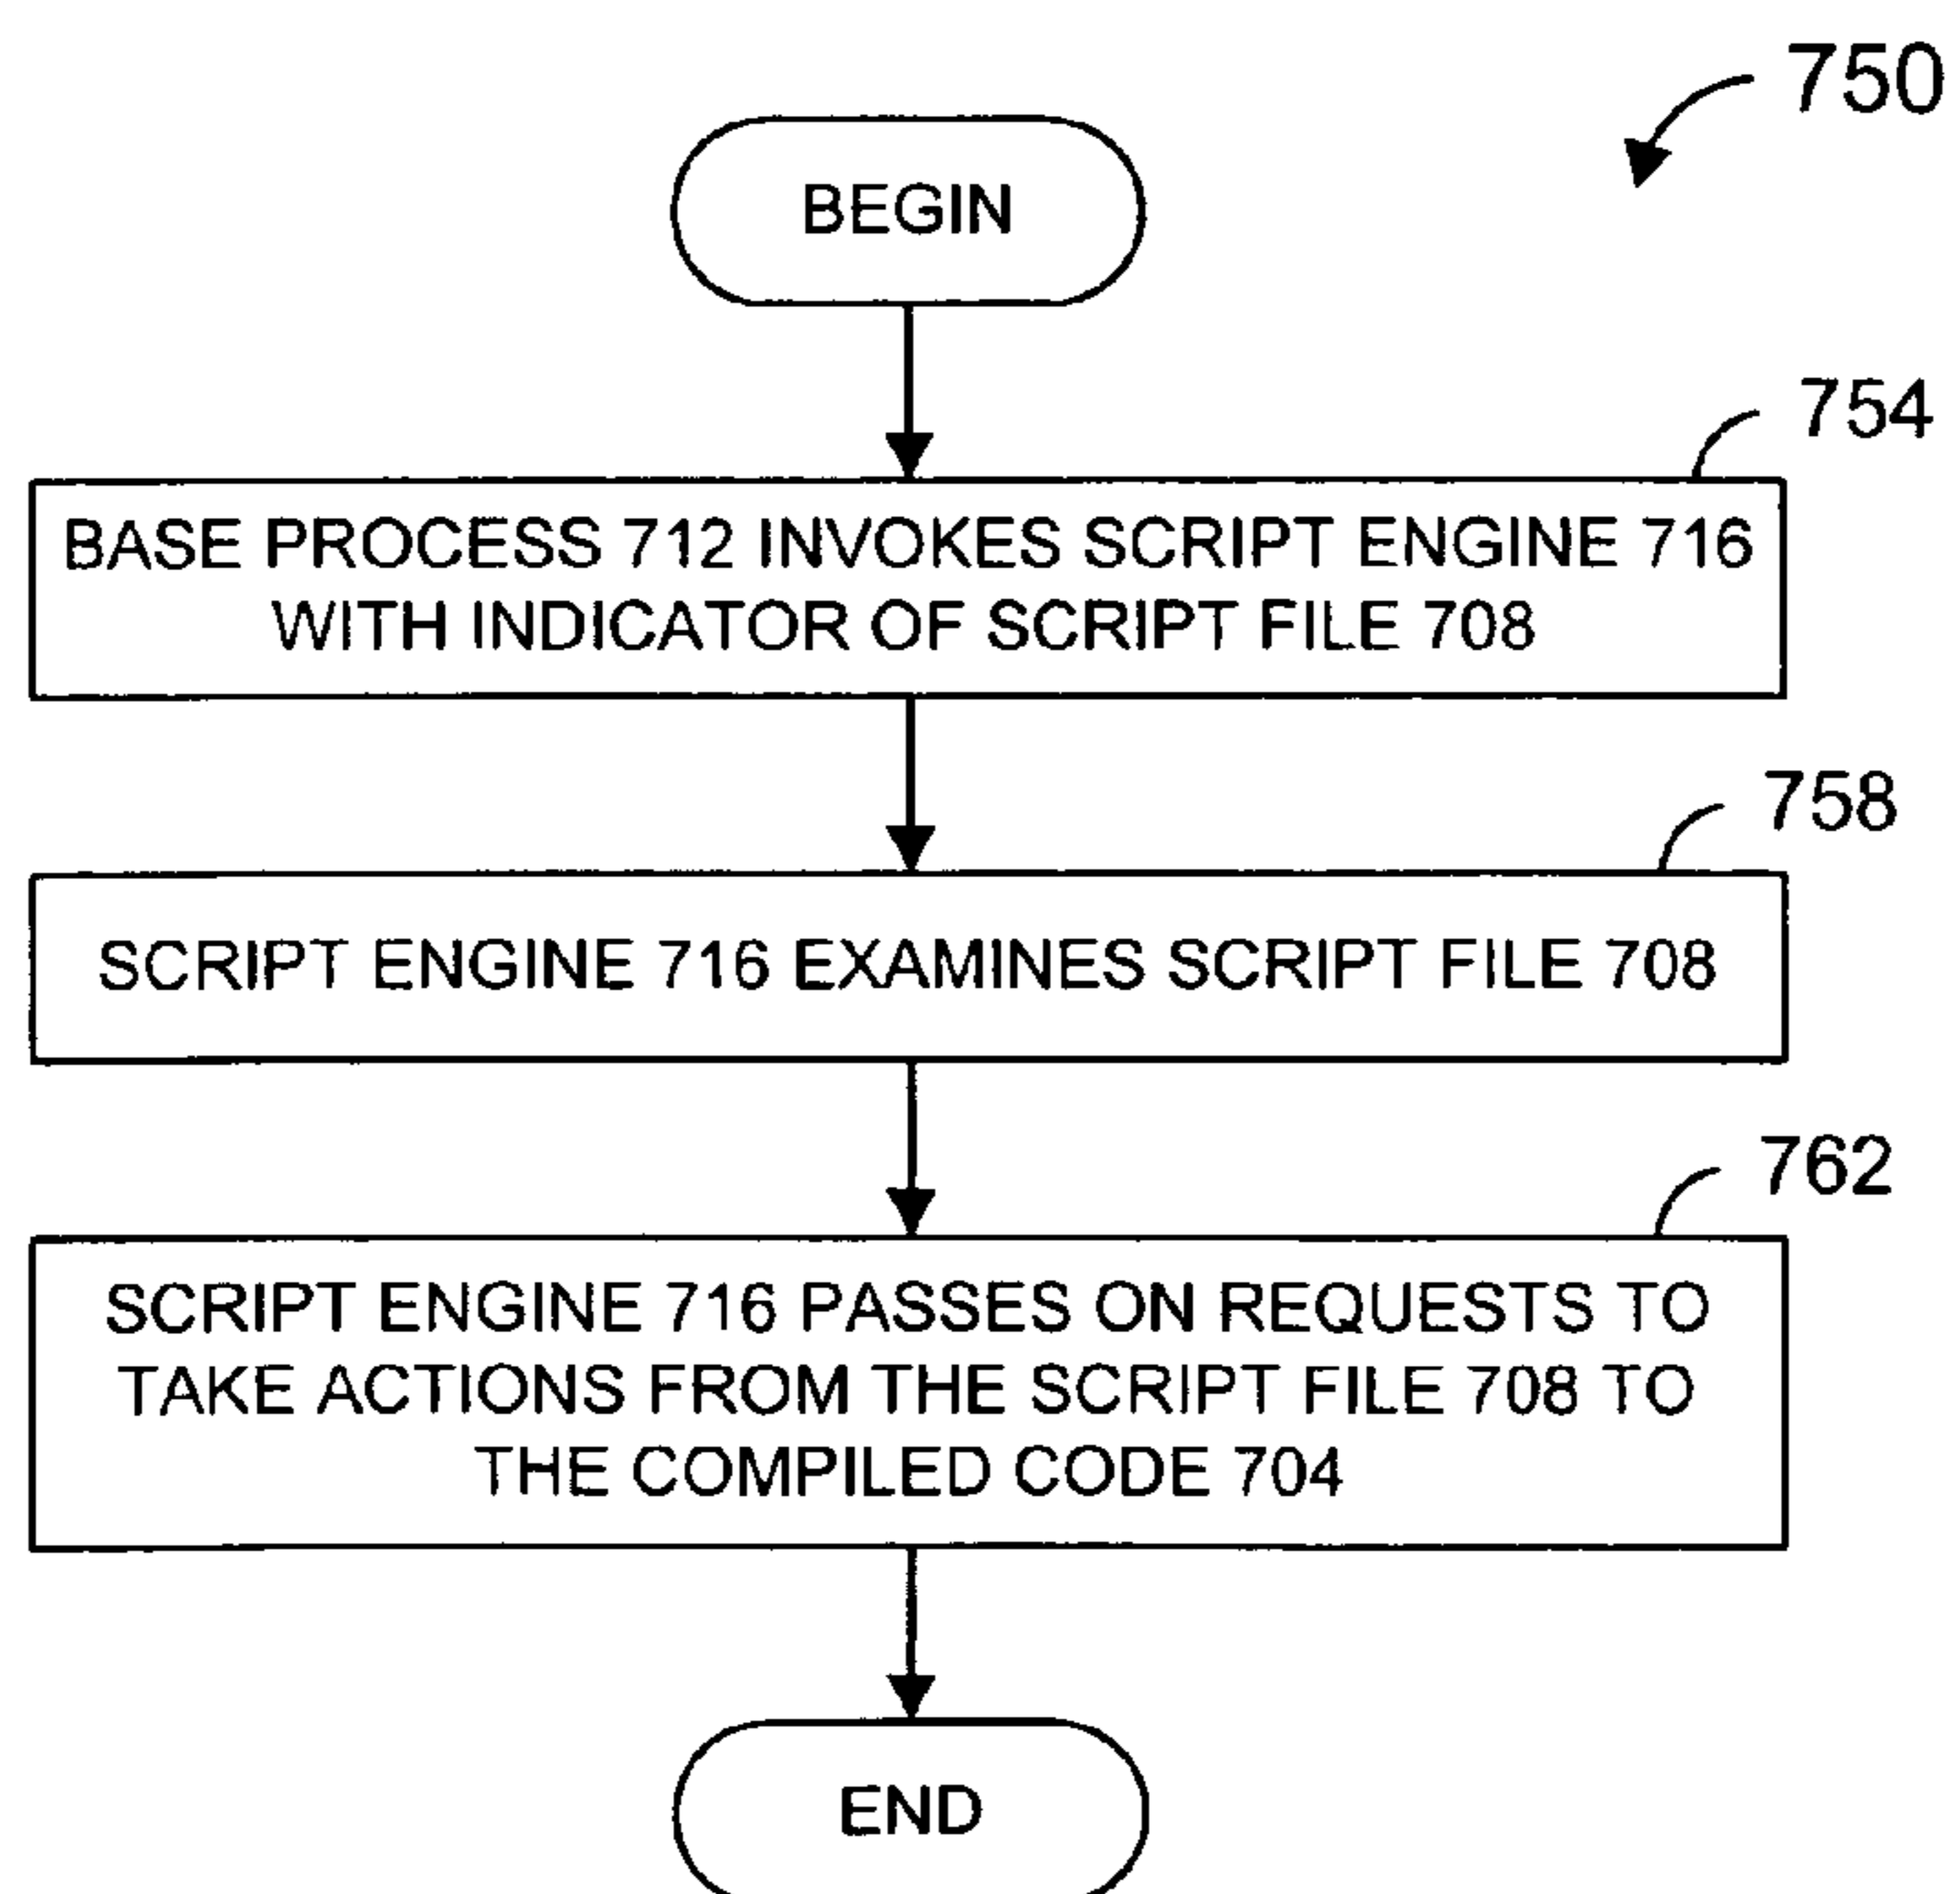 750
BEGIN
754
BASE PROCESS 712 INVOKES SCRIPT ENGINE 716
WITH INDICATOR OF SCRIPT FILE 708
758
SCRIPT ENGINE 716 EXAMINES SCRIPT FILE 708
762
SCRIPT ENGINE 716 PASSES ON REQUESTS TO
TAKE ACTIONS FROM THE SCRIPT FILE 708 TO
THE COMPILED CODE 704
END